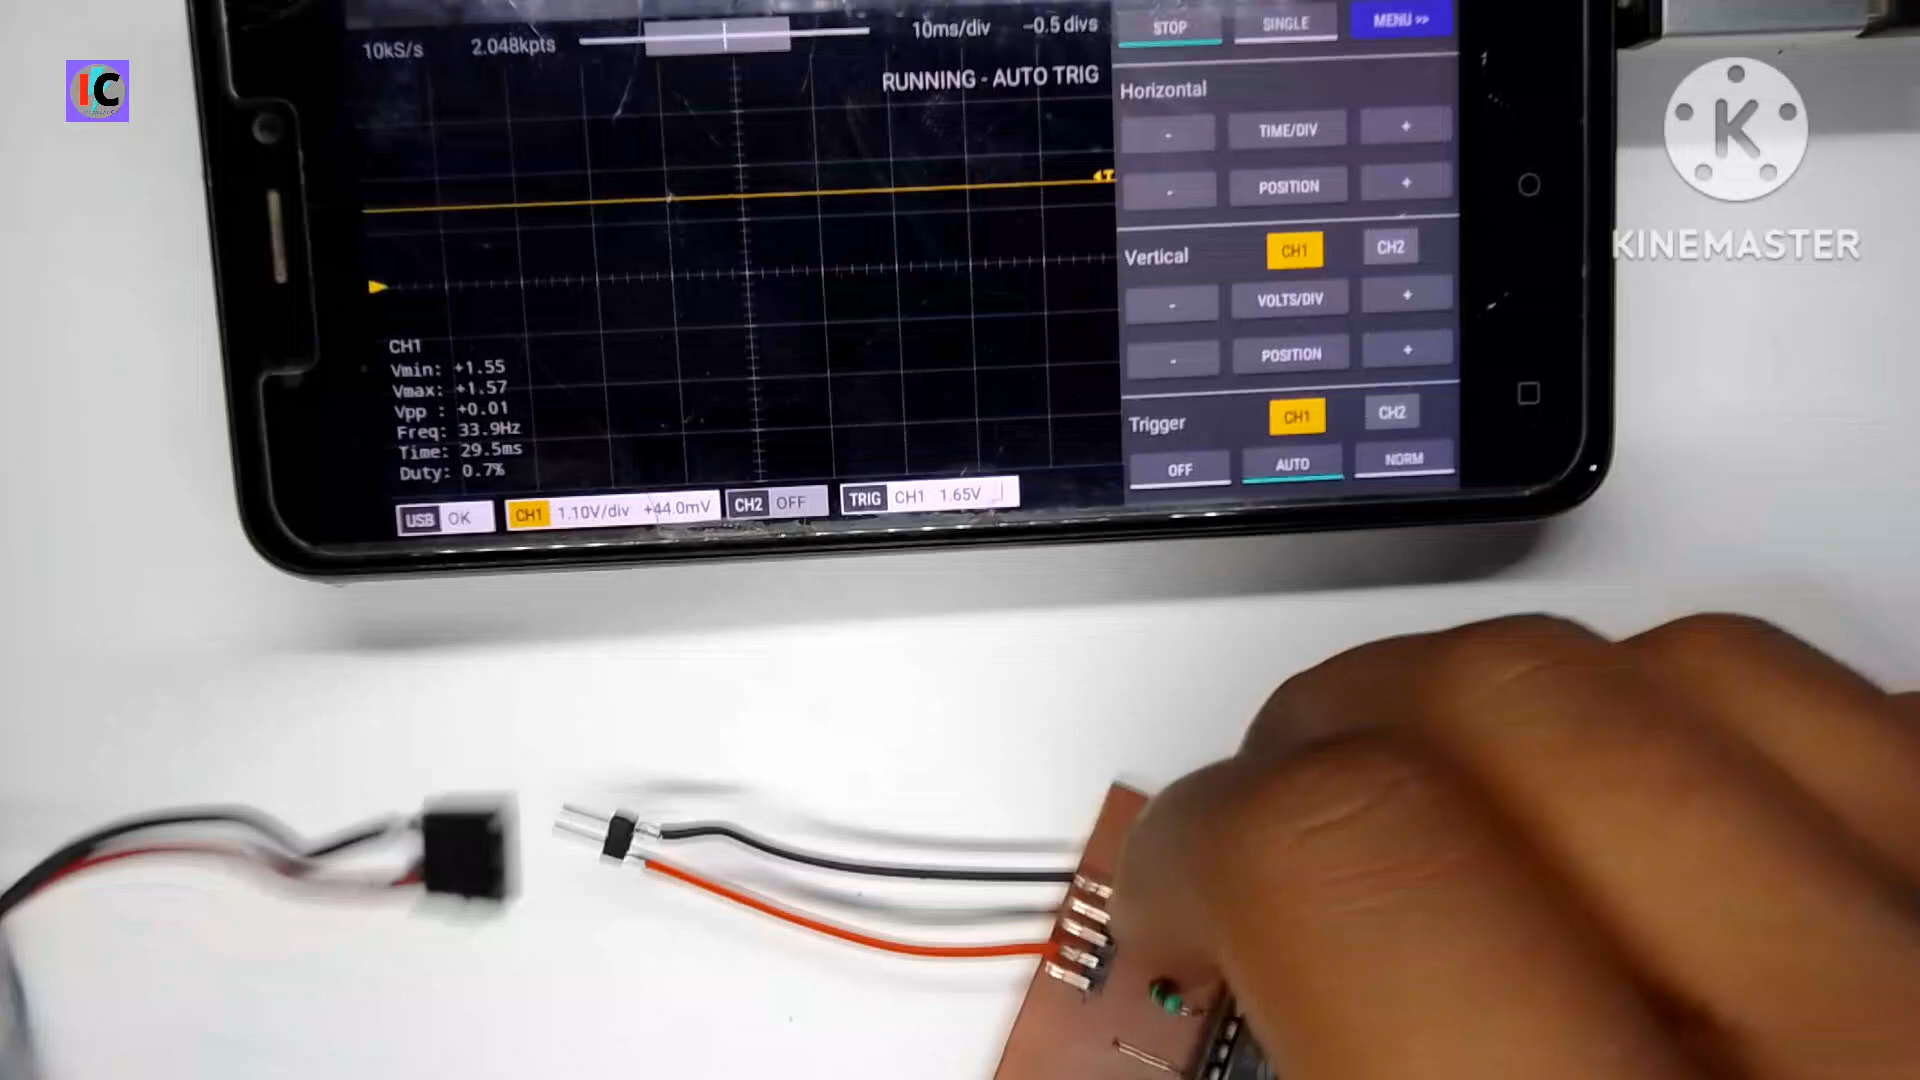 10kS/s 2.048kpts 10ms/div -0.5 divs
RUNNING - AUTO TRIG
T
CH1
Vmin: +1.55
Vmax: +1.57
Vpp : +0.01
Freq: 33.9Hz
Time: 29.5ms
Duty: 0.7%
USB OK CH1 1.10V/div +44.0mV CH2 OFF TRIG CH1 1.65V
STOP SINGLE MENU >>
Horizontal
- TIME/DIV +
- POSITION +
Vertical CH1 CH2
- VOLTS/DIV +
- POSITION +
Trigger CH1 CH2
OFF AUTO NORM
IC
K
KINEMASTER